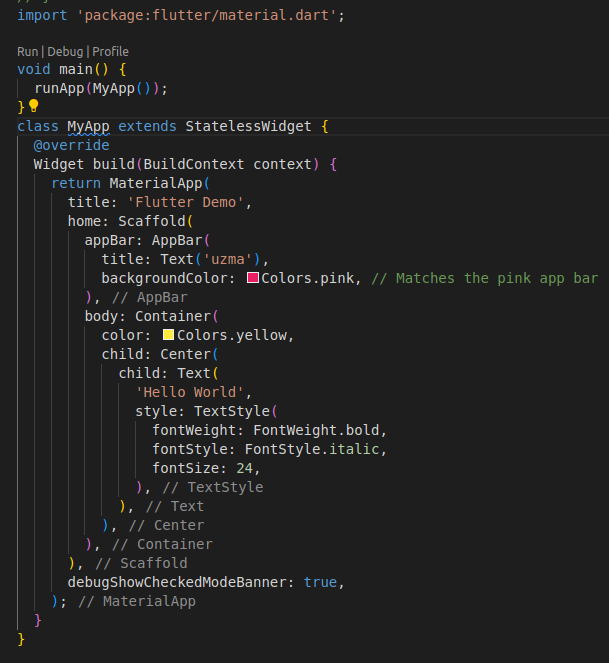 import 'package:flutter/material.dart';
Run | Debug | Profile
void main() {
  runApp(MyApp());
}
class MyApp extends StatelessWidget {
  @override
  Widget build(BuildContext context) {
    return MaterialApp(
      title: 'Flutter Demo',
      home: Scaffold(
        appBar: AppBar(
          title: Text('uzma'),
          backgroundColor: Colors.pink, // Matches the pink app bar
        ), // AppBar
        body: Container(
          color: Colors.yellow,
          child: Center(
            child: Text(
              'Hello World',
              style: TextStyle(
                fontWeight: FontWeight.bold,
                fontStyle: FontStyle.italic,
                fontSize: 24,
              ), // TextStyle
            ), // Text
          ), // Center
        ), // Container
      ), // Scaffold
      debugShowCheckedModeBanner: true,
    ); // MaterialApp
  }
}